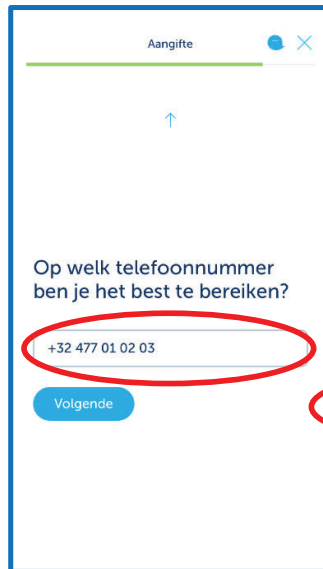 Aangifte
Op welk telefoonnummer
ben je het best te bereiken?
+32 477 01 02 03
Volgende